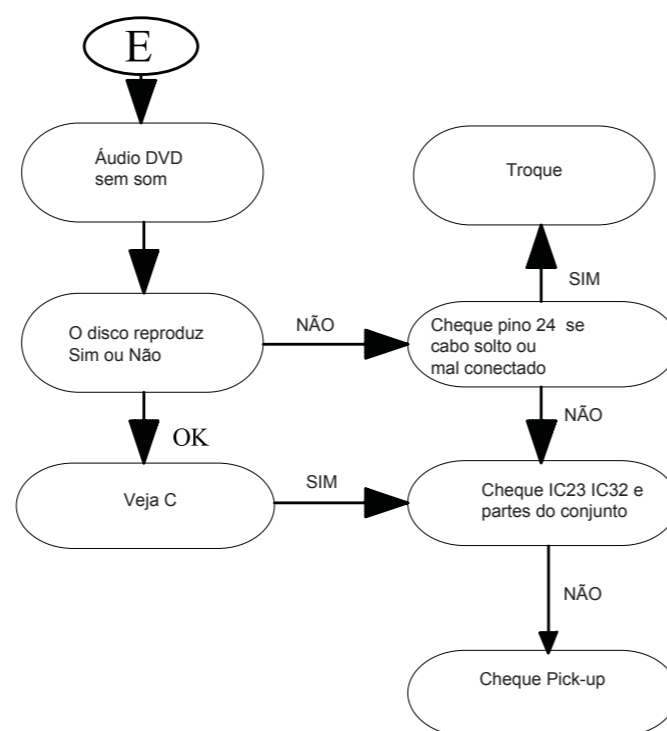 E
Áudio DVD
sem som
Troque
SIM
O disco reproduz
Sim ou Não
NÃO
Cheque pino 24 se
cabo solto ou
mal conectado
OK
NÃO
Veja C
SIM
Cheque IC23 IC32 e
partes do conjunto
NÃO
Cheque Pick-up